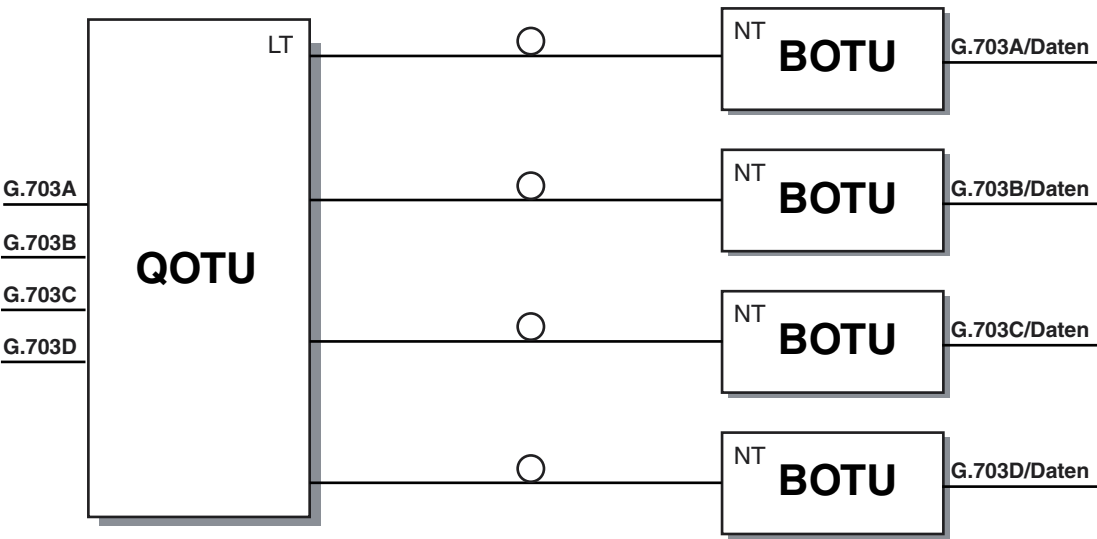 LT
QOTU
G.703A
G.703B
G.703C
G.703D
NT
BOTU
G.703A/Daten
NT
BOTU
G.703B/Daten
NT
BOTU
G.703C/Daten
NT
BOTU
G.703D/Daten